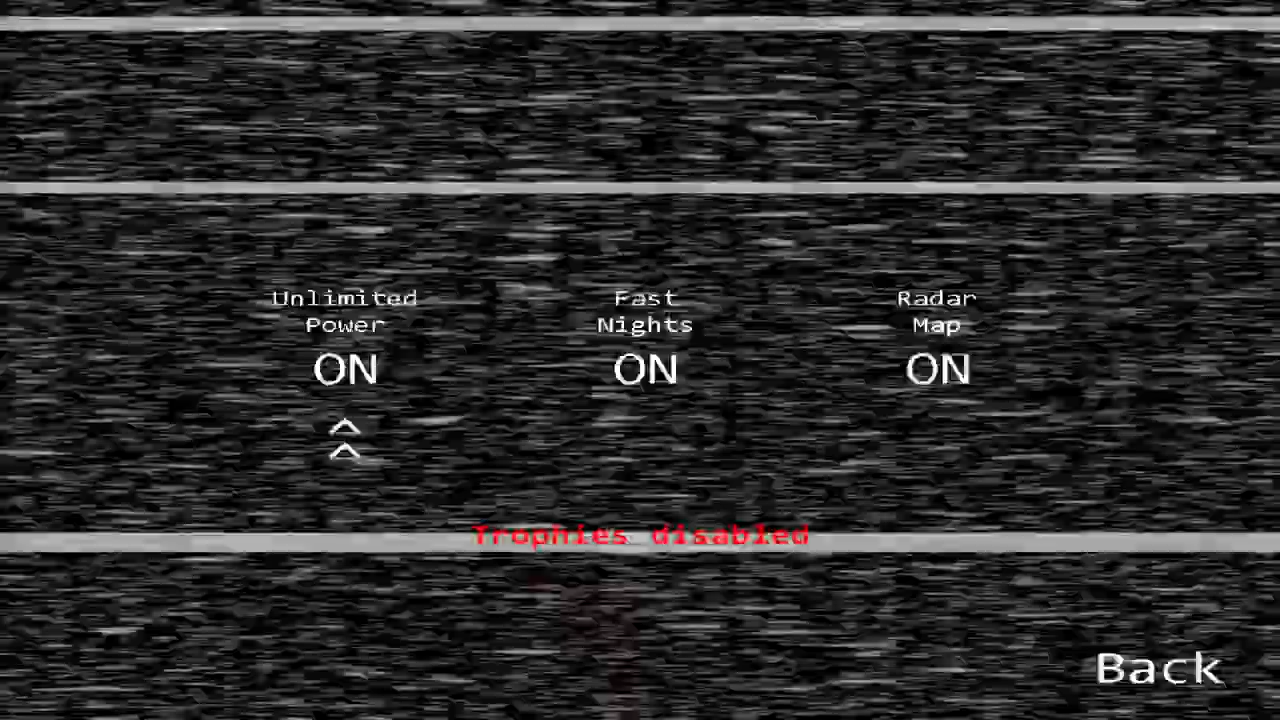 Unlimited
Power
ON
Fast
Nights
ON
Radar
Map
ON
Trophies disabled
Back